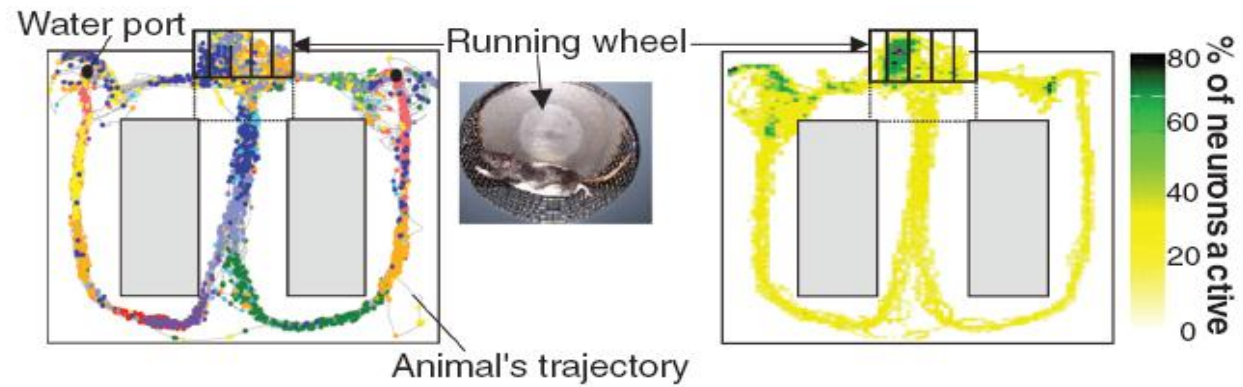 Water port
Running wheel
Animal's trajectory
80
60
40
20
0
% of neurons active